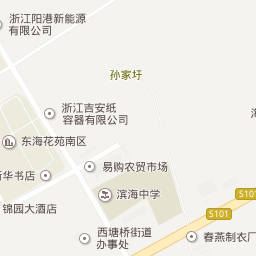 浙江阳港新能源
有限公司
孙家圩
浙江吉安纸
容器有限公司
东海花苑南区
易购农贸市场
新华书店
滨海中学
锦园大酒店
S101
S101
西塘桥街道
办事处
春燕制衣厂